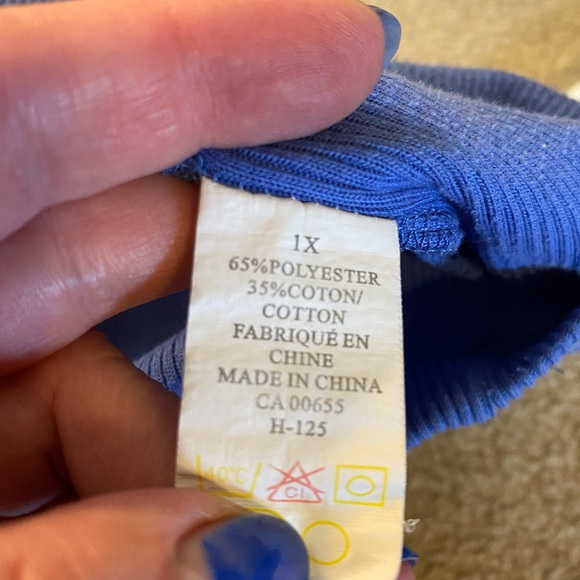 1X
65%POLYESTER
35%COTON/
COTTON
FABRIQUÉ EN
CHINE
MADE IN CHINA
CA 00655
H-125
40°C
CL